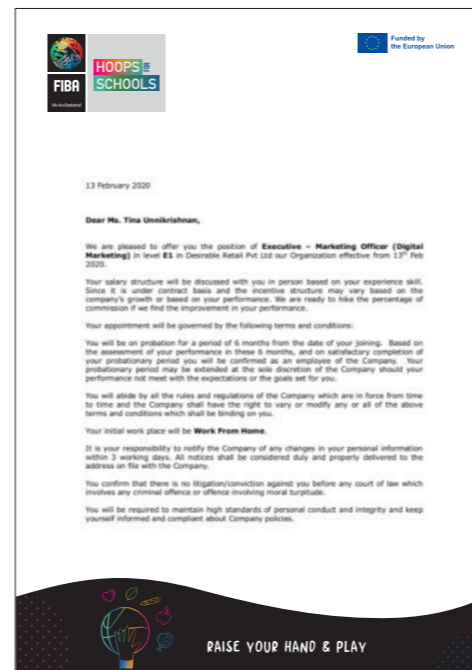 FIBA
We Are Basketball
HOOPS FOR
SCHOOLS
Funded by
the European Union
13 February 2020
Dear Ms. Tina Unnikrishnan,
We are pleased to offer you the position of Executive – Marketing Officer (Digital
Marketing) in level E1 in Desirable Retail Pvt Ltd our Organization effective from 13th Feb
2020.
Your salary structure will be discussed with you in person based on your experience skill.
Since it is under contract basis and the incentive structure may vary based on the
company's growth or based on your performance. We are ready to hike the percentage of
commission if we find the improvement in your performance.
Your appointment will be governed by the following terms and conditions:
You will be on probation for a period of 6 months from the date of your joining. Based on
the assessment of your performance in these 6 months, and on satisfactory completion of
your probationary period you will be confirmed as an employee of the Company. Your
probationary period may be extended at the sole discretion of the Company should your
performance not meet with the expectations or the goals set for you.
You will abide by all the rules and regulations of the Company which are in force from time
to time and the Company shall have the right to vary or modify any or all of the above
terms and conditions which shall be binding on you.
Your initial work place will be Work From Home.
It is your responsibility to notify the Company of any changes in your personal information
within 3 working days. All notices shall be considered duly and properly delivered to the
address on file with the Company.
You confirm that there is no litigation/conviction against you before any court of law which
involves any criminal offence or offence involving moral turpitude.
You will be required to maintain high standards of personal conduct and integrity and keep
yourself informed and compliant about Company policies.
RAISE YOUR HAND & PLAY